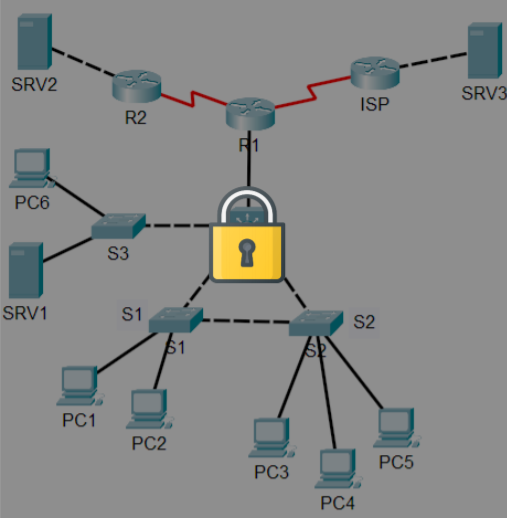 SRV2
ISP
SRV3
R2
R1
PC6
S3
SRV1
S1
S2
S1
S2
PC1
PC2
PC3
PC4
PC5